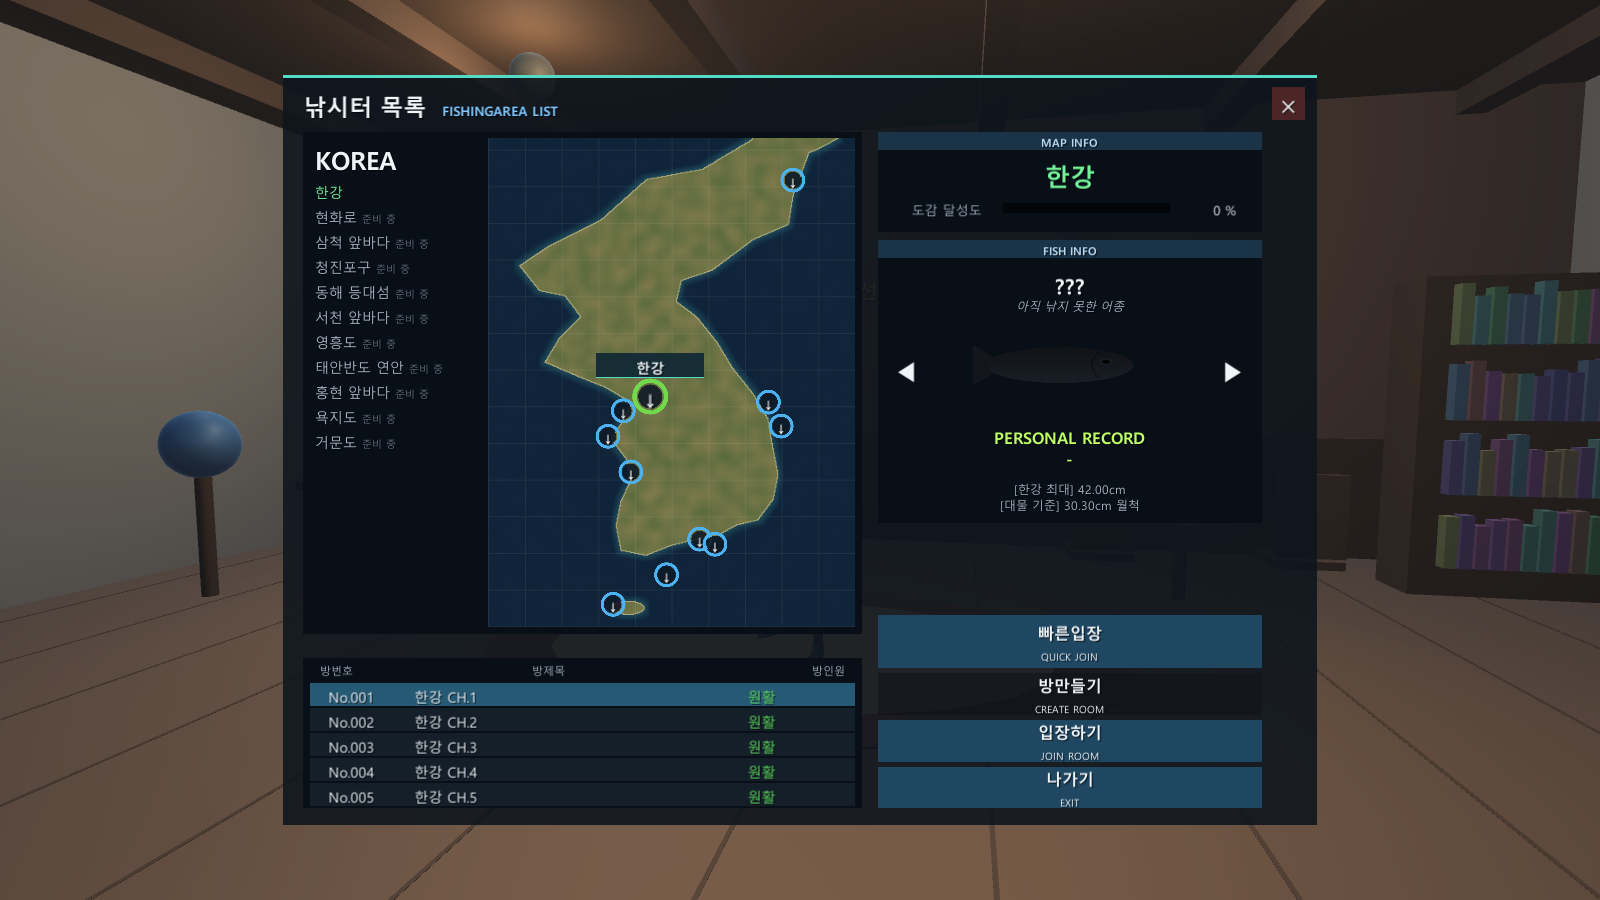 낚시터 목록 FISHINGAREA LIST
KOREA
한강
현화로 준비 중
삼척 앞바다 준비 중
청진포구 준비 중
동해 등대섬 준비 중
서천 앞바다 준비 중
영흥도 준비 중
태안반도 연안 준비 중
홍현 앞바다 준비 중
욕지도 준비 중
거문도 준비 중
한강
MAP INFO
한강
도감 달성도 0 %
FISH INFO
???
아직 낚지 못한 어종
PERSONAL RECORD
-
[한강 최대] 42.00cm
[대물 기준] 30.30cm 월척
방번호 방제목 방인원
No.001 한강 CH.1 원활
No.002 한강 CH.2 원활
No.003 한강 CH.3 원활
No.004 한강 CH.4 원활
No.005 한강 CH.5 원활
빠른입장
QUICK JOIN
방만들기
CREATE ROOM
입장하기
JOIN ROOM
나가기
EXIT